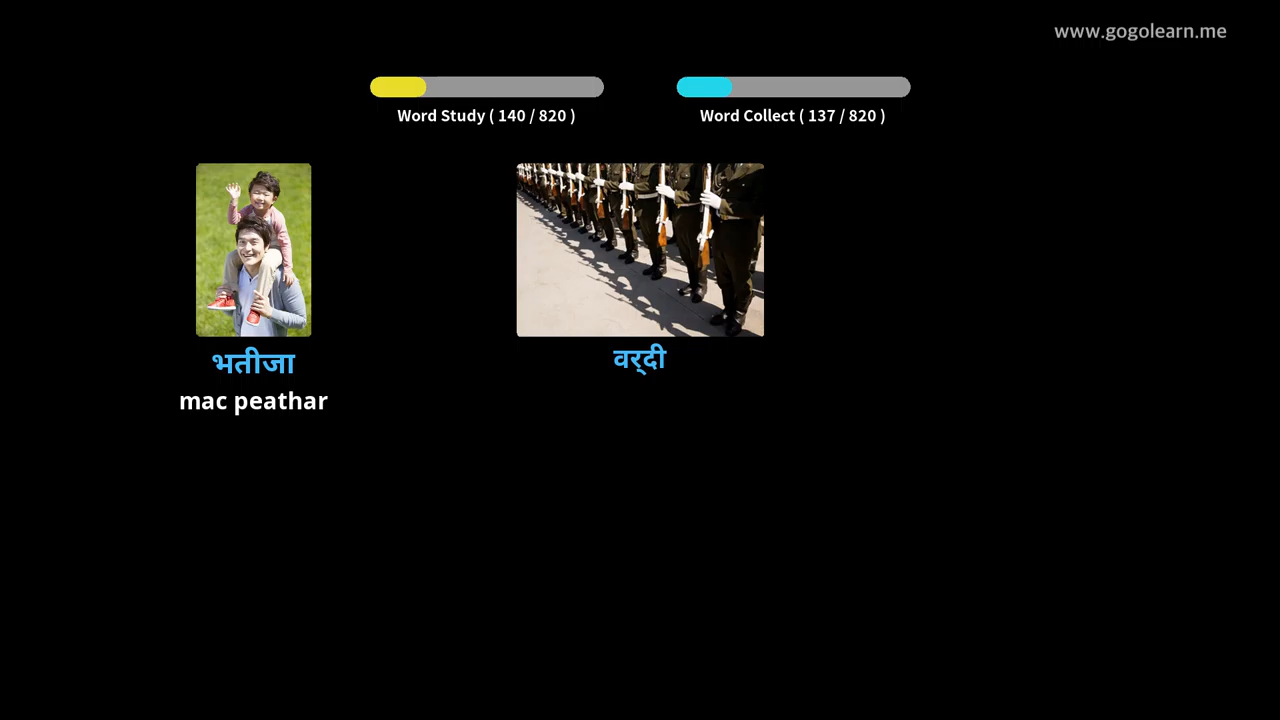 www.gogolearn.me
Word Study ( 140 / 820 )
Word Collect ( 137 / 820 )
भतीजा
mac peathar
वर्दी